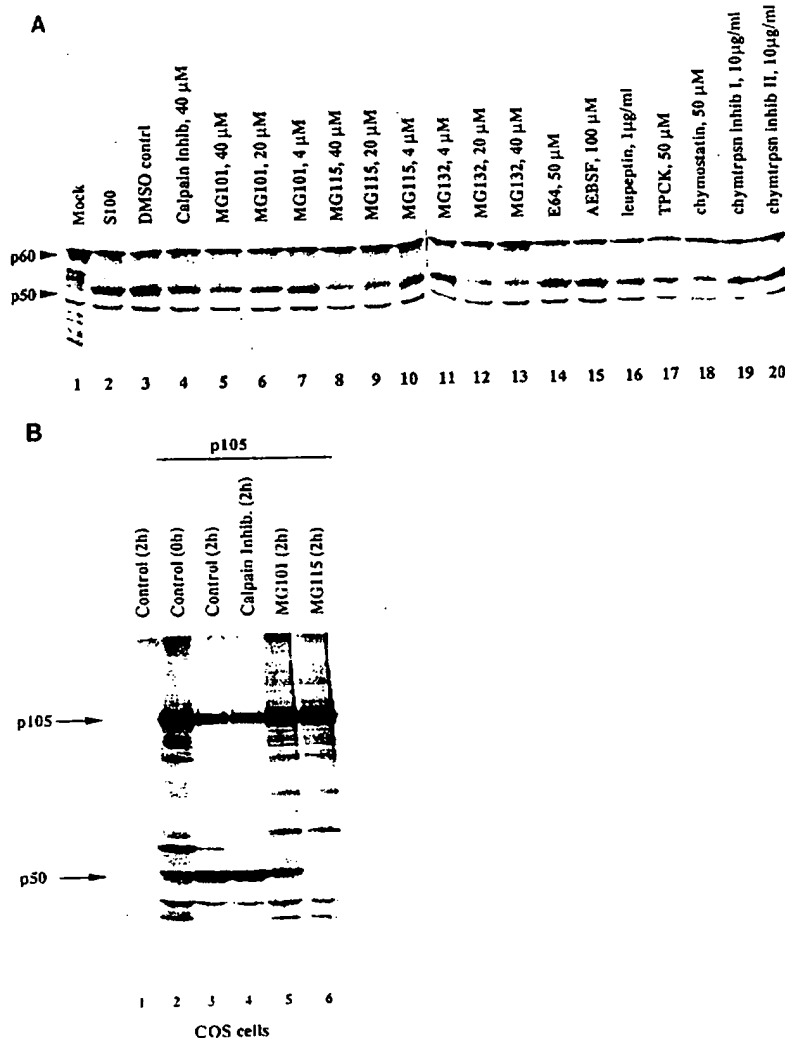 A
Mock
S100
DMSO contrl
Calpain Inhib, 40 µM
MG101, 40 µM
MG101, 20 µM
MG101, 4 µM
MG115, 40 µM
MG115, 20 µM
MG115, 4 µM
MG132, 4 µM
MG132, 20 µM
MG132, 40 µM
E64, 50 µM
AEBSF, 100 µM
leupeptin, 1µg/ml
TPCK, 50 µM
chymostatin, 50 µM
chymtrpsn inhib I, 10µg/ml
chymtrpsn inhib II, 10µg/ml
p60
p50
1 2 3 4 5 6 7 8 9 10 11 12 13 14 15 16 17 18 19 20
B
p105
Control (2h)
Control (0h)
Control (2h)
Calpain Inhib. (2h)
MG101 (2h)
MG115 (2h)
p105
p50
1 2 3 4 5 6
COS cells